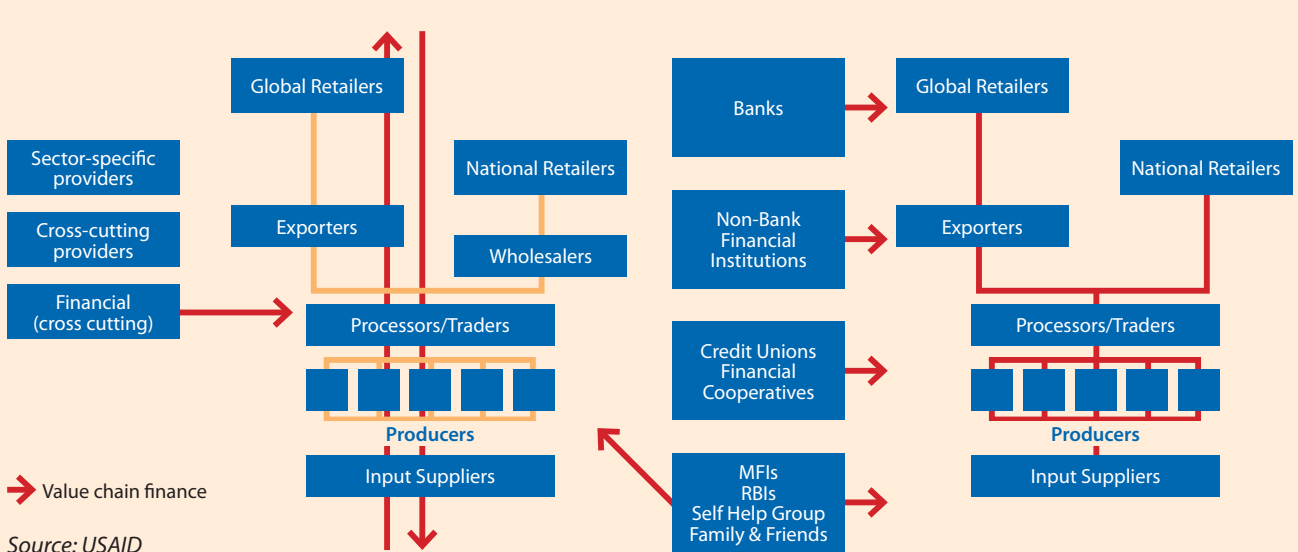 Global Retailers
Sector-specific
providers
National Retailers
Cross-cutting
providers
Exporters
Wholesalers
Financial
(cross cutting)
Processors/Traders
Producers
Input Suppliers
Value chain finance
Source: USAID
Banks
Non-Bank
Financial
Institutions
Credit Unions
Financial
Cooperatives
MFIs
RBIs
Self Help Group
Family & Friends
Global Retailers
National Retailers
Exporters
Processors/Traders
Producers
Input Suppliers